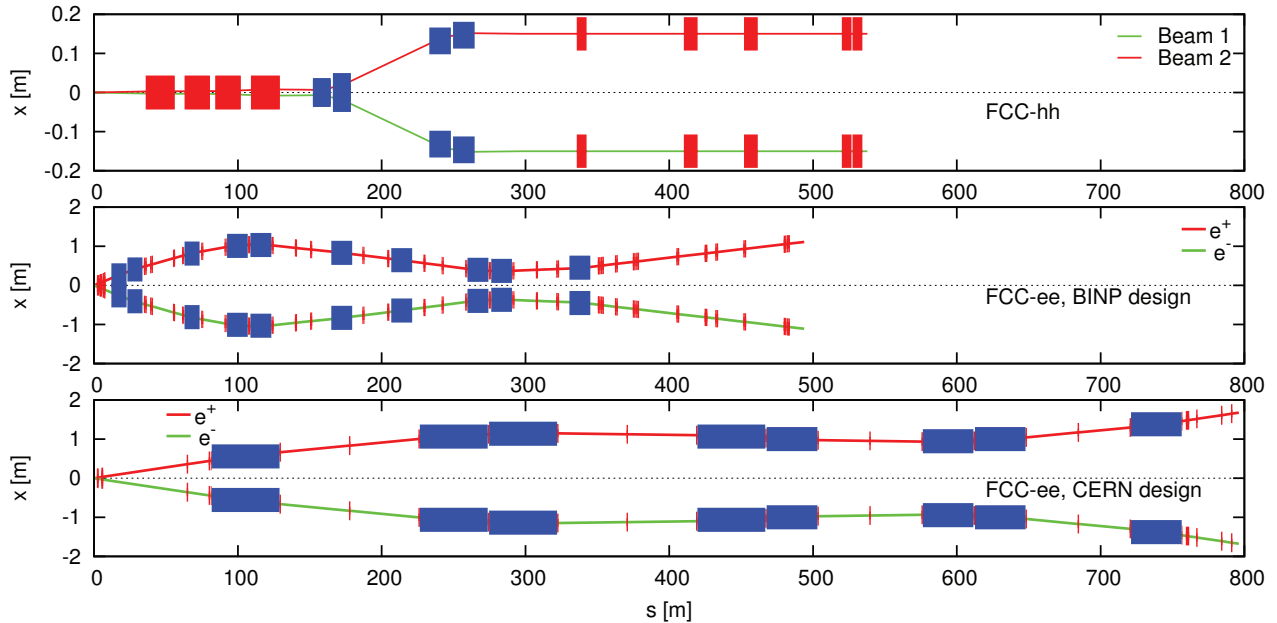 0.2
0.1
0
-0.1
0.2
x [m]
Beam 1
Beam 2
FCC-hh
0 100 200 300 400 500 600 700 800
2
1
0
-1
-2
x [m]
e+
e-
FCC-ee, BINP design
0 100 200 300 400 500 600 700 800
2
1
0
-1
-2
x [m]
e+
e-
FCC-ee, CERN design
0 100 200 300 400 500 600 700 800
s [m]